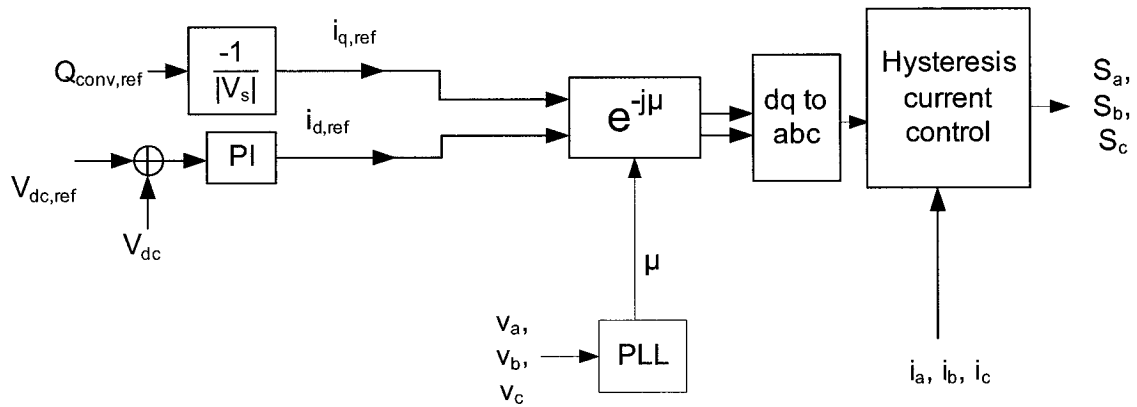 Q_conv,ref
-1
|V_s|
i_q,ref
V_dc,ref
V_dc
PI
i_d,ref
e^-jμ
μ
v_a,
v_b,
v_c
PLL
dq to
abc
Hysteresis
current
control
i_a, i_b, i_c
S_a,
S_b,
S_c